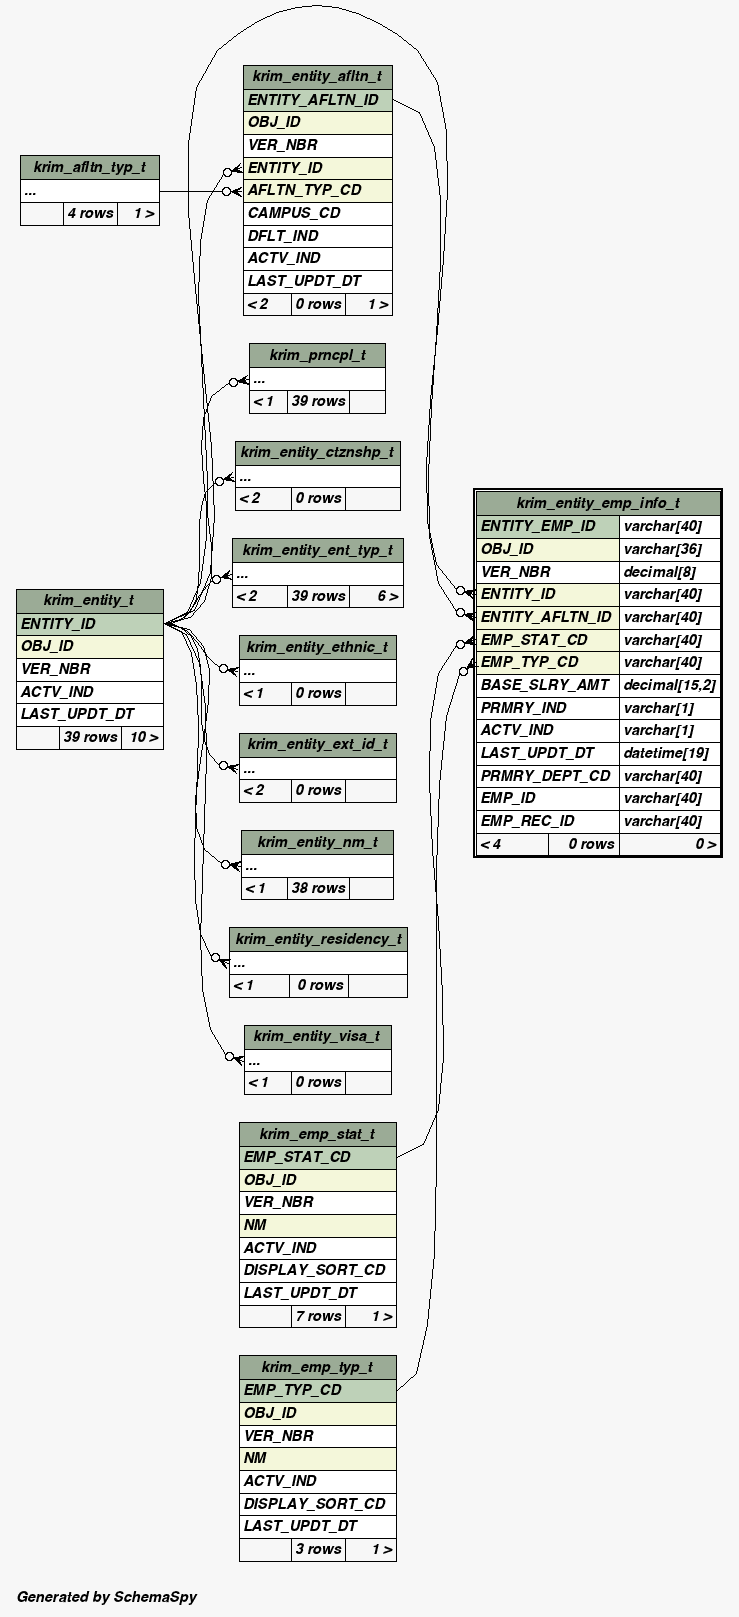 krim_entity_afltn_t
ENTITY_AFLTN_ID
OBJ_ID
VER_NBR
ENTITY_ID
AFLTN_TYP_CD
CAMPUS_CD
DFLT_IND
ACTV_IND
LAST_UPDT_DT
< 2 0 rows 1 >
krim_afltn_typ_t
...
4 rows 1 >
krim_prncpl_t
...
< 1 39 rows
krim_entity_ctznshp_t
...
< 2 0 rows
krim_entity_ent_typ_t
...
< 2 39 rows 6 >
krim_entity_t
ENTITY_ID
OBJ_ID
VER_NBR
ACTV_IND
LAST_UPDT_DT
39 rows 10 >
krim_entity_ethnic_t
...
< 1 0 rows
krim_entity_ext_id_t
...
< 2 0 rows
krim_entity_nm_t
...
< 1 38 rows
krim_entity_residency_t
...
< 1 0 rows
krim_entity_visa_t
...
< 1 0 rows
krim_entity_emp_info_t
ENTITY_EMP_ID varchar[40]
OBJ_ID varchar[36]
VER_NBR decimal[8]
ENTITY_ID varchar[40]
ENTITY_AFLTN_ID varchar[40]
EMP_STAT_CD varchar[40]
EMP_TYP_CD varchar[40]
BASE_SLRY_AMT decimal[15,2]
PRMRY_IND varchar[1]
ACTV_IND varchar[1]
LAST_UPDT_DT datetime[19]
PRMRY_DEPT_CD varchar[40]
EMP_ID varchar[40]
EMP_REC_ID varchar[40]
< 4 0 rows 0 >
krim_emp_stat_t
EMP_STAT_CD
OBJ_ID
VER_NBR
NM
ACTV_IND
DISPLAY_SORT_CD
LAST_UPDT_DT
7 rows 1 >
krim_emp_typ_t
EMP_TYP_CD
OBJ_ID
VER_NBR
NM
ACTV_IND
DISPLAY_SORT_CD
LAST_UPDT_DT
3 rows 1 >
Generated by SchemaSpy